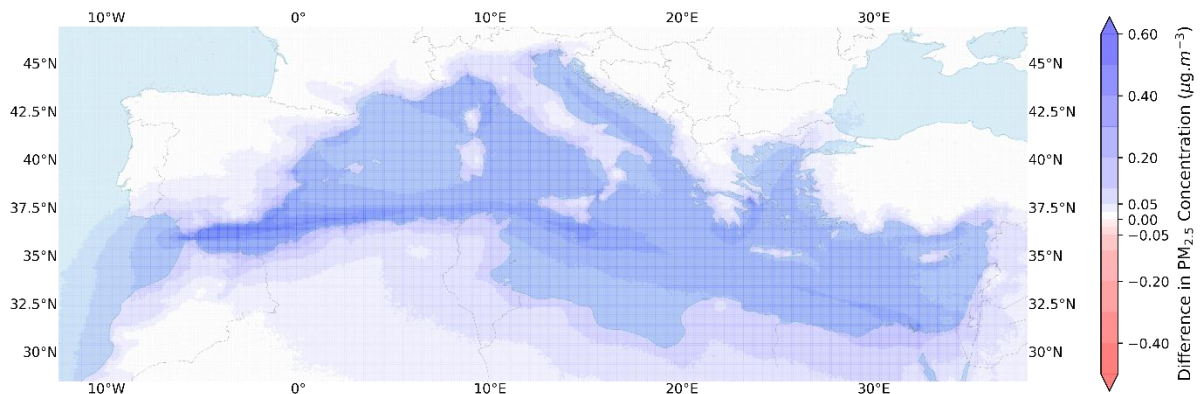 10°W 0° 10°E 20°E 30°E
45°N 45°N
42.5°N 42.5°N
40°N 40°N
37.5°N 37.5°N
35°N 35°N
32.5°N 32.5°N
30°N 30°N
10°W 0° 10°E 20°E 30°E
0.60
0.40
0.20
0.05
0.00
−0.05
−0.20
−0.40
Difference in PM₂.₅ Concentration (μg.m⁻³)